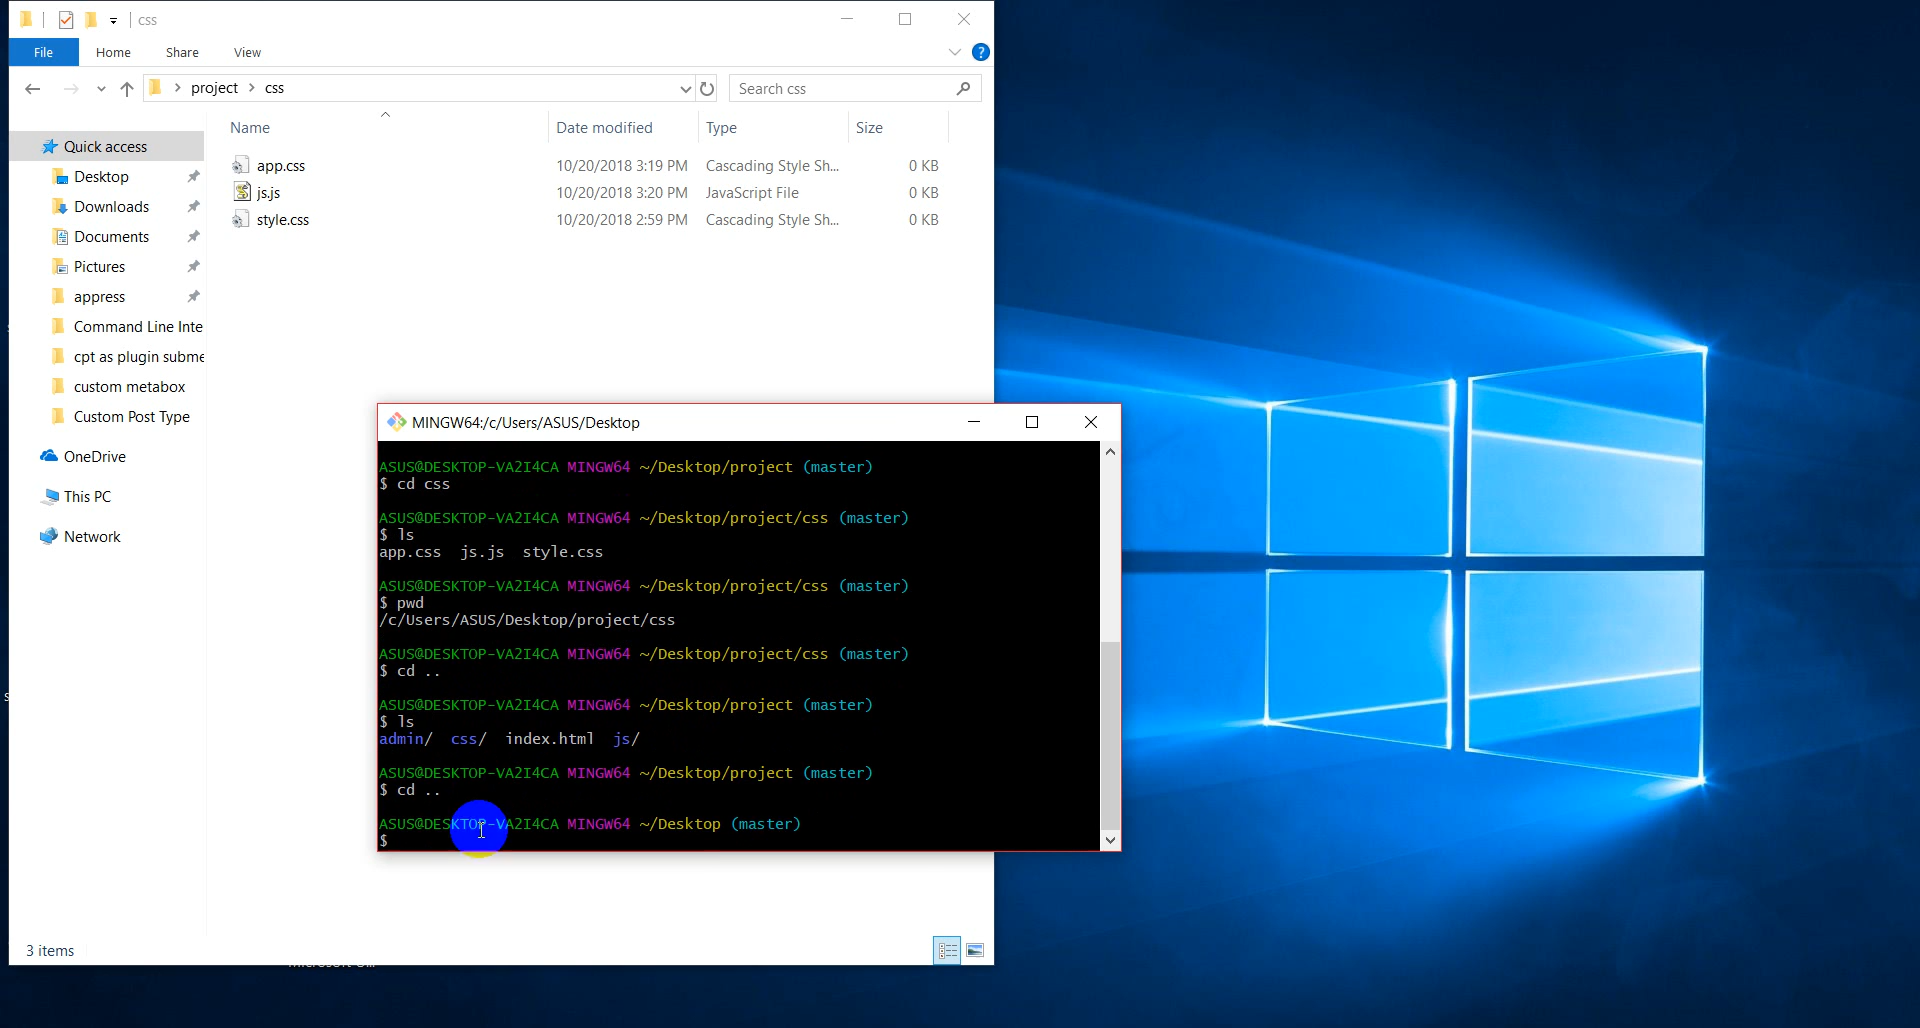 css
File Home Share View
project > css
Search css
Name Date modified Type Size
app.css 10/20/2018 3:19 PM Cascading Style Sh... 0 KB
js.js 10/20/2018 3:20 PM JavaScript File 0 KB
style.css 10/20/2018 2:59 PM Cascading Style Sh... 0 KB
Quick access
Desktop
Downloads
Documents
Pictures
appress
Command Line Inte
cpt as plugin subme
custom metabox
Custom Post Type
OneDrive
This PC
Network
3 items
MINGW64:/c/Users/ASUS/Desktop
ASUS@DESKTOP-VA2I4CA MINGW64 ~/Desktop/project (master)
$ cd css
ASUS@DESKTOP-VA2I4CA MINGW64 ~/Desktop/project/css (master)
$ ls
app.css js.js style.css
ASUS@DESKTOP-VA2I4CA MINGW64 ~/Desktop/project/css (master)
$ pwd
/c/Users/ASUS/Desktop/project/css
ASUS@DESKTOP-VA2I4CA MINGW64 ~/Desktop/project/css (master)
$ cd ..
ASUS@DESKTOP-VA2I4CA MINGW64 ~/Desktop/project (master)
$ ls
admin/ css/ index.html js/
ASUS@DESKTOP-VA2I4CA MINGW64 ~/Desktop/project (master)
$ cd ..
ASUS@DESKTOP-VA2I4CA MINGW64 ~/Desktop (master)
$